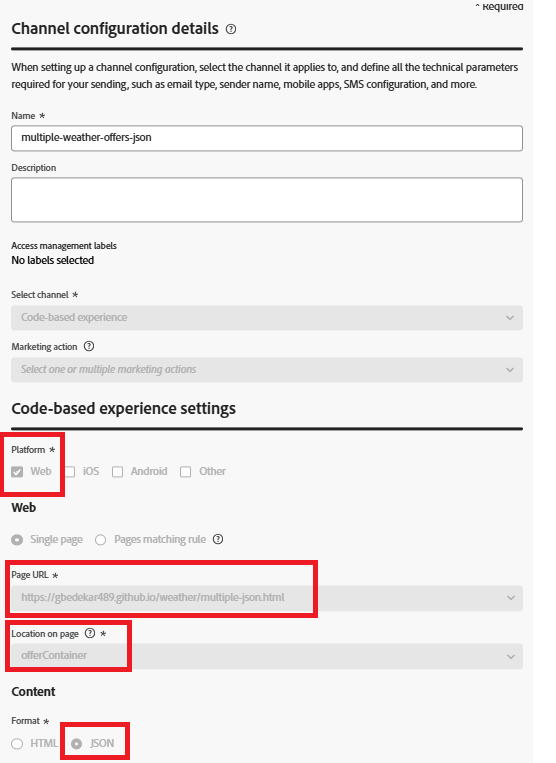 * Required
Channel configuration details ?
When setting up a channel configuration, select the channel it applies to, and define all the technical parameters
required for your sending, such as email type, sender name, mobile apps, SMS configuration, and more.
Name *
multiple-weather-offers-json
Description
Access management labels
No labels selected
Select channel *
Code-based experience
Marketing action ?
Select one or multiple marketing actions
Code-based experience settings
Platform *
Web iOS Android Other
Web
Single page Pages matching rule ?
Page URL *
https://gbedekar489.github.io/weather/multiple-json.html
Location on page ? *
offerContainer
Content
Format *
HTML JSON